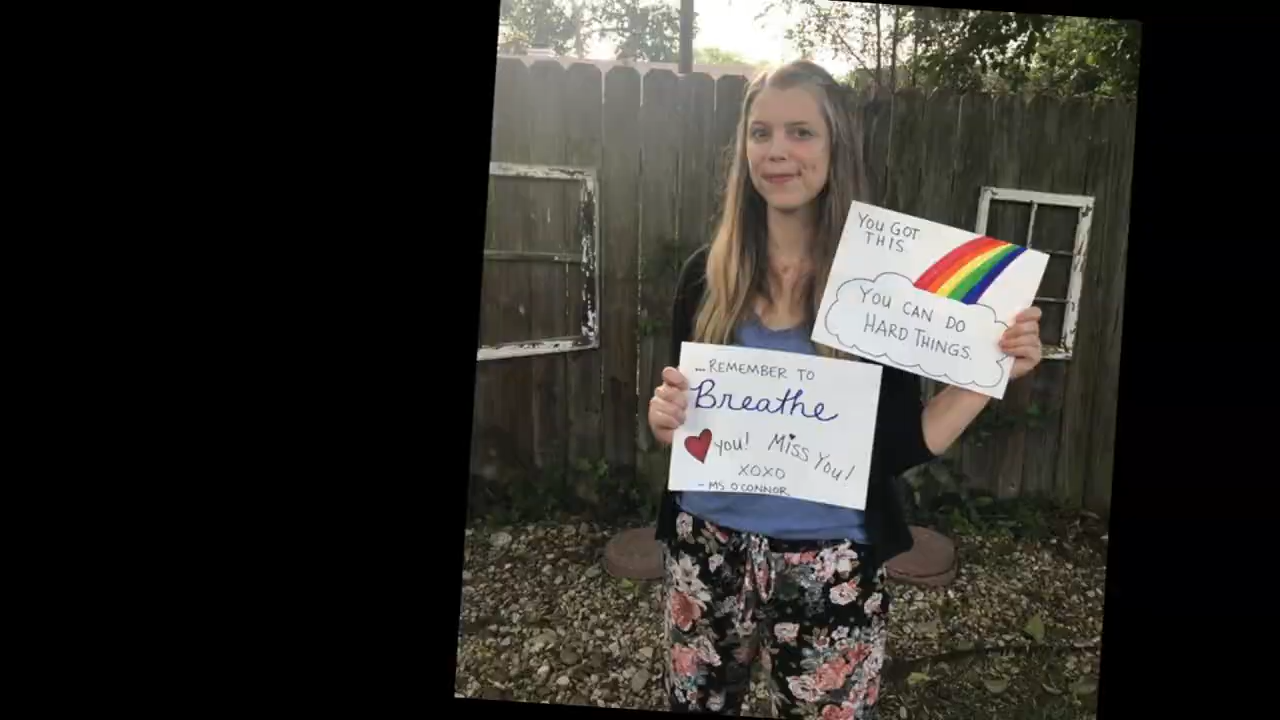 YOU GOT
THIS
YOU CAN DO
HARD THINGS.
...REMEMBER TO
Breathe
you! MISS YOU!
XOXO
- MS O'CONNOR